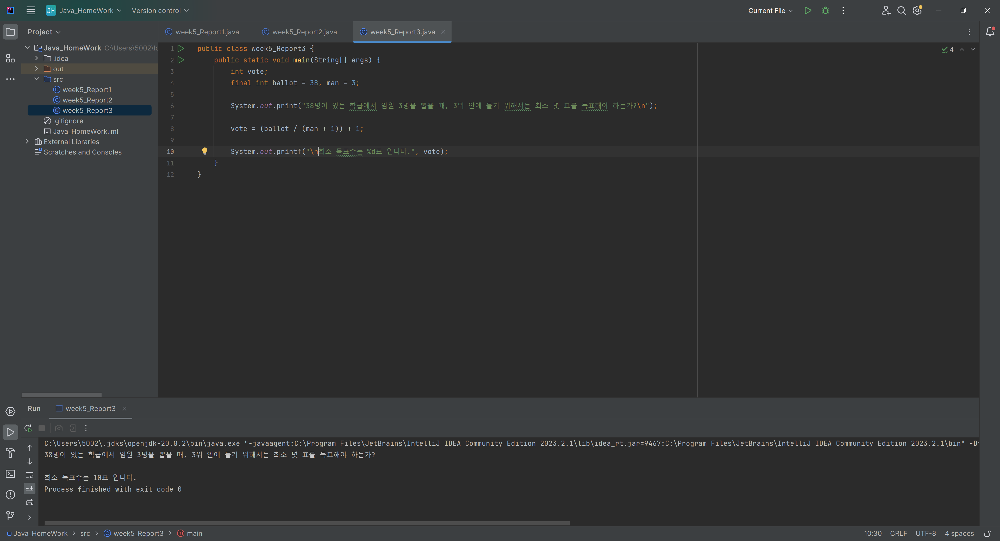 JH Java_HomeWork Version control Current File
Project
week5_Report1.java week5_Report2.java week5_Report3.java
Java_HomeWork C:\Users\5002\Ic
.idea
out
src
week5_Report1
week5_Report2
week5_Report3
.gitignore
Java_HomeWork.iml
External Libraries
Scratches and Consoles
4
1 public class week5_Report3 {
2 public static void main(String[] args) {
3 int vote;
4 final int ballot = 38, man = 3;
5
6 System.out.print("38명이 있는 학급에서 임원 3명을 뽑을 때, 3위 안에 들기 위해서는 최소 몇 표를 득표해야 하는가?\n");
7
8 vote = (ballot / (man + 1)) + 1;
9
10 System.out.printf("\n최소 득표수는 %d표 입니다.", vote);
11 }
12 }
Run week5_Report3
C:\Users\5002\.jdks\openjdk-20.0.2\bin\java.exe "-javaagent:C:\Program Files\JetBrains\IntelliJ IDEA Community Edition 2023.2.1\lib\idea_rt.jar=9467:C:\Program Files\JetBrains\IntelliJ IDEA Community Edition 2023.2.1\bin" -Df
38명이 있는 학급에서 임원 3명을 뽑을 때, 3위 안에 들기 위해서는 최소 몇 표를 득표해야 하는가?
최소 득표수는 10표 입니다.
Process finished with exit code 0
Java_HomeWork > src > week5_Report3 > main 10:30 CRLF UTF-8 4 spaces